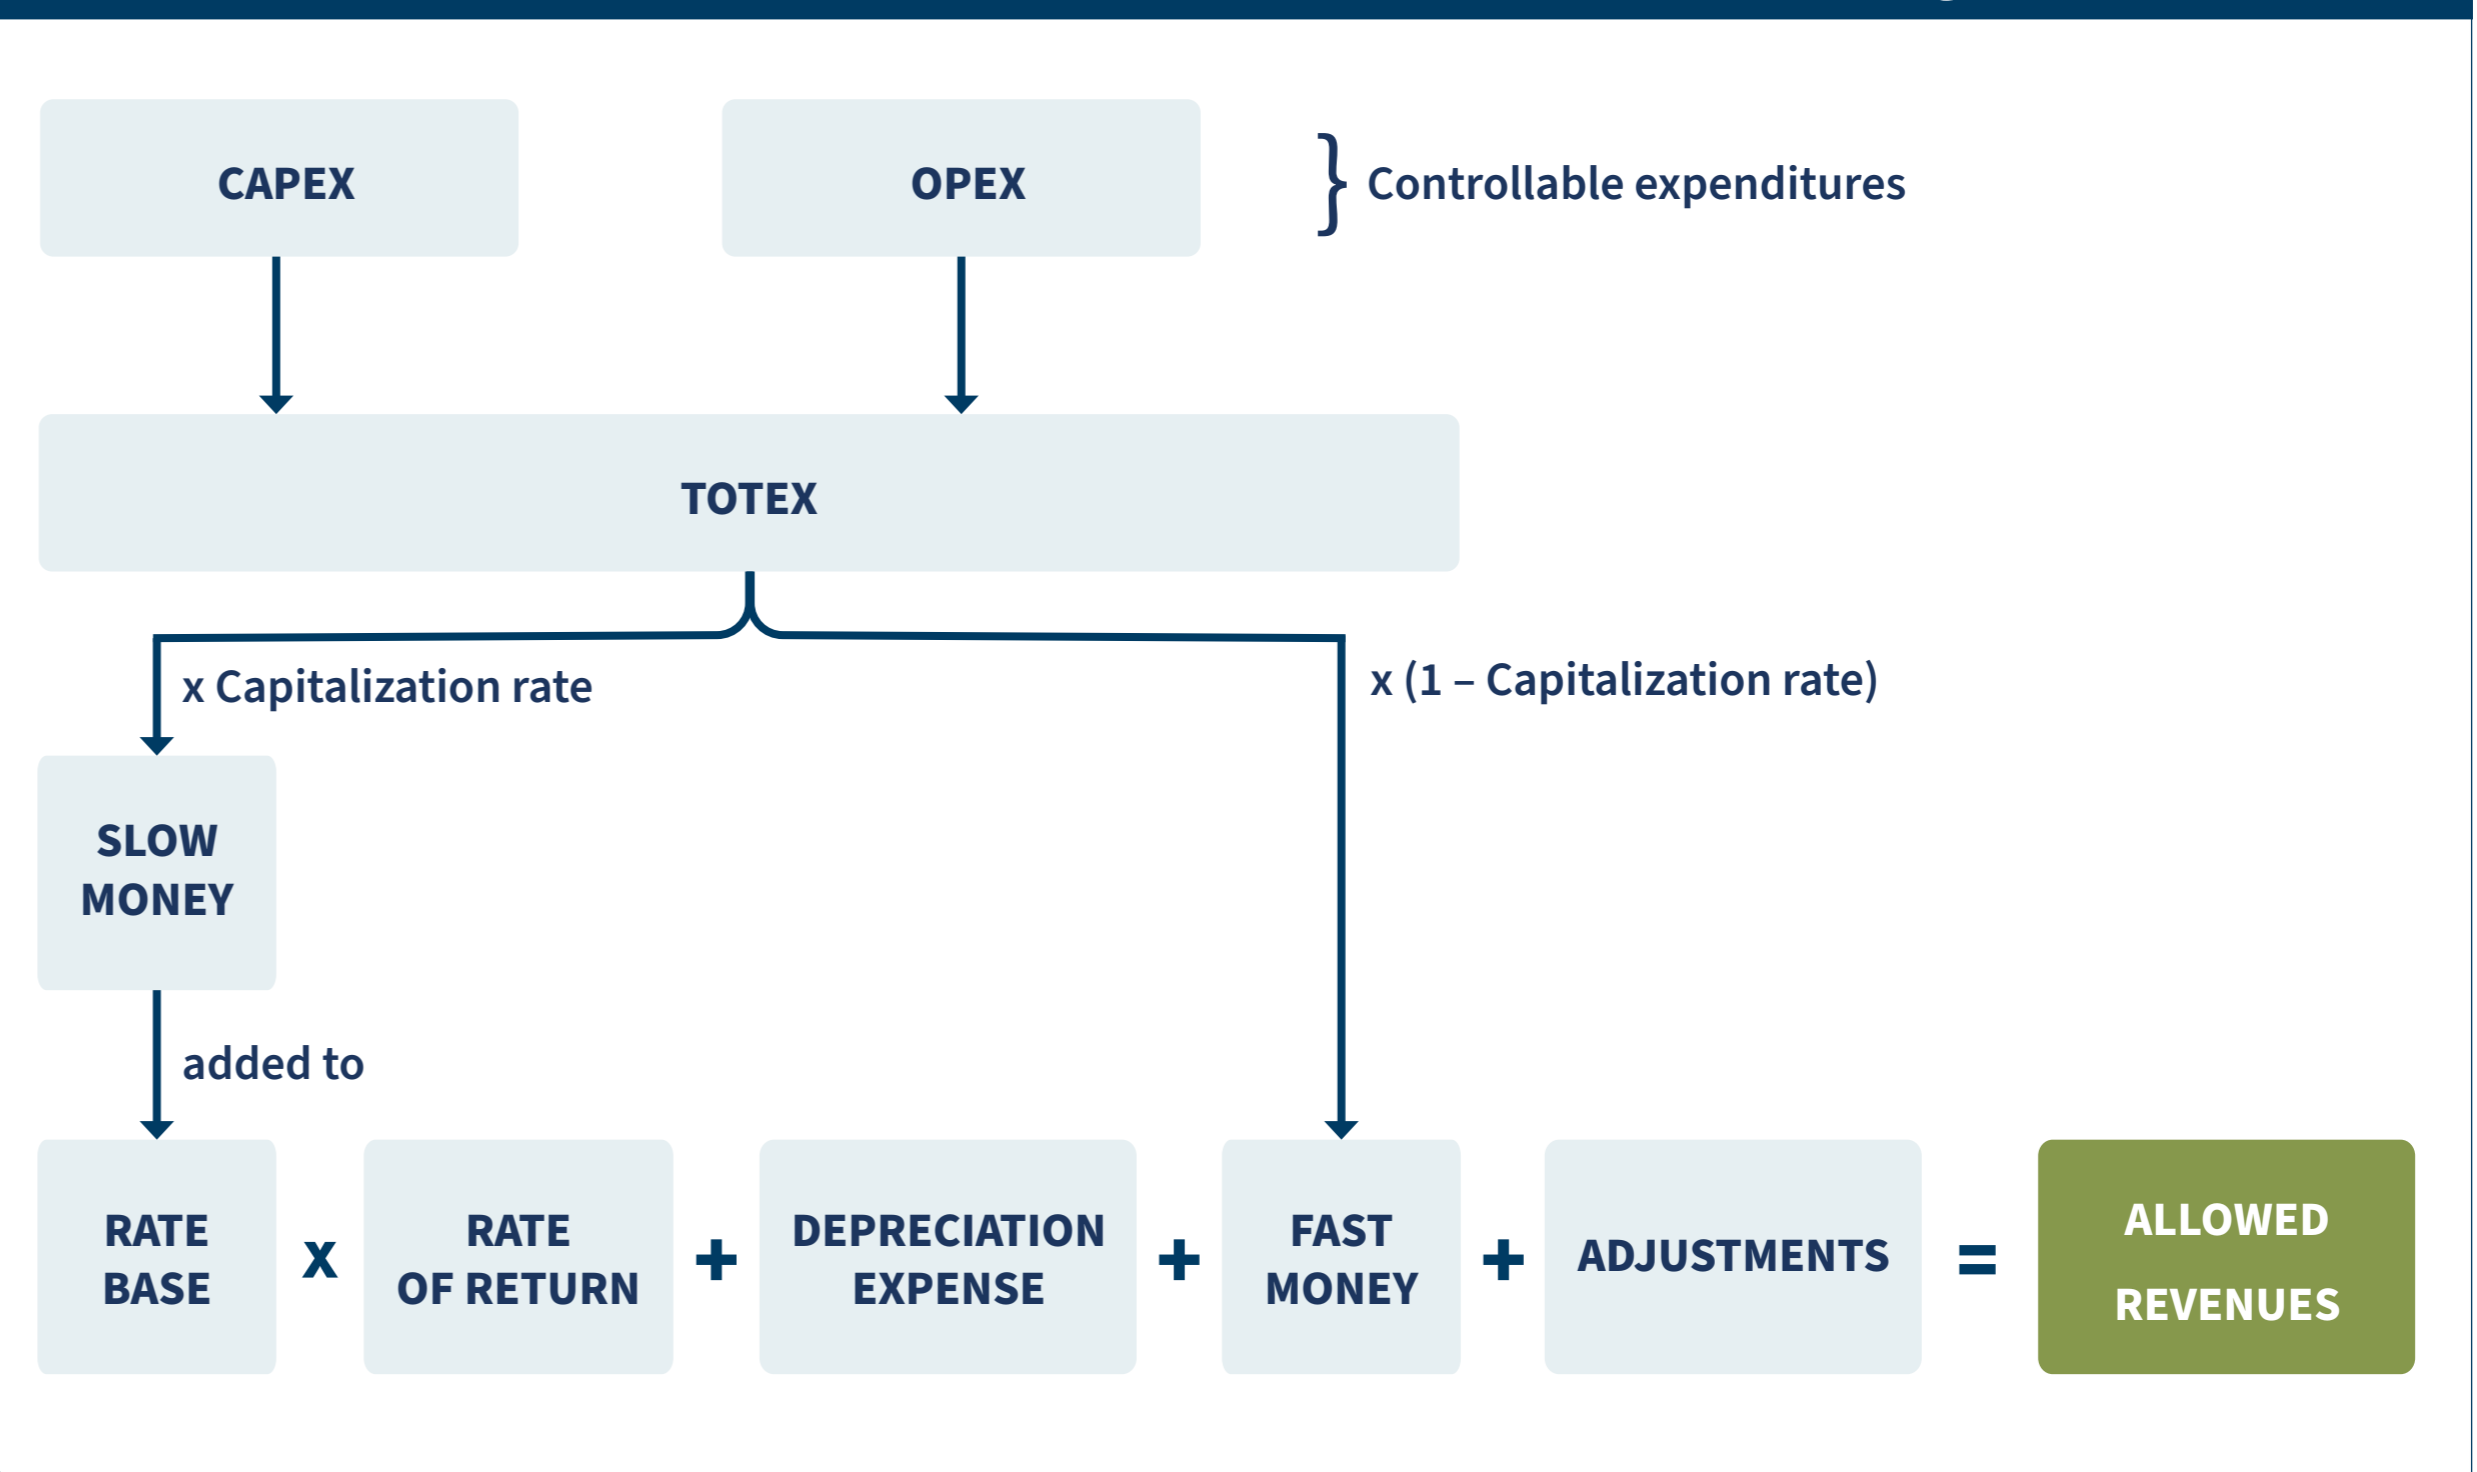 CAPEX
OPEX
} Controllable expenditures
TOTEX
x Capitalization rate
x (1 – Capitalization rate)
SLOW
MONEY
added to
RATE
BASE
x
RATE
OF RETURN
+
DEPRECIATION
EXPENSE
+
FAST
MONEY
+
ADJUSTMENTS
=
ALLOWED
REVENUES